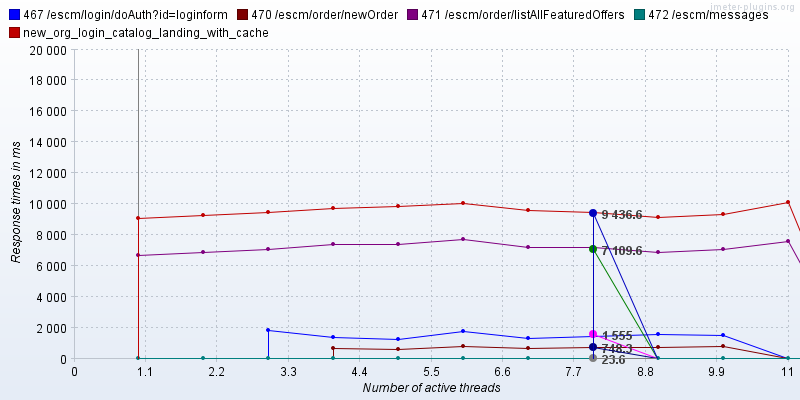 467 /escm/login/doAuth?id=loginform 470 /escm/order/newOrder 471 /escm/order/listAllFeaturedOffers 472 /escm/messages
jmeter-plugins.org
new_org_login_catalog_landing_with_cache
20 000
18 000
16 000
14 000
12 000
10 000
8 000
6 000
4 000
2 000
0
Response times in ms
9 436.6
7 109.6
1 555
748.3
23.6
0 1.1 2.2 3.3 4.4 5.5 6.6 7.7 8.8 9.9 11
Number of active threads